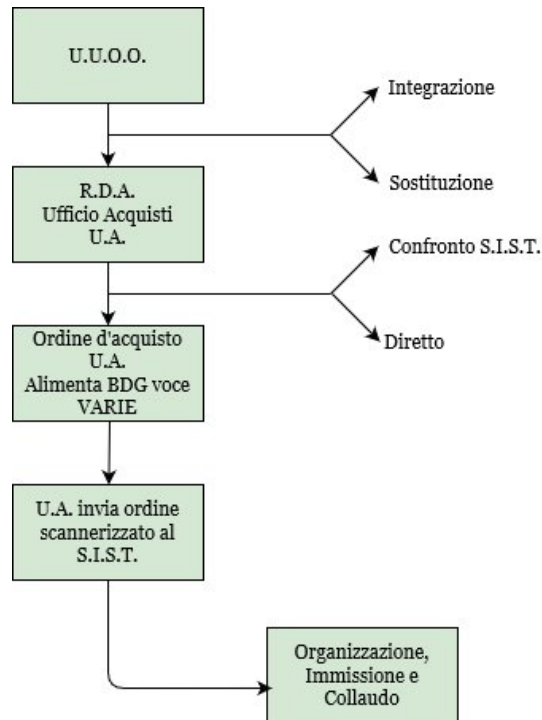 U.U.O.O.
Integrazione
Sostituzione
R.D.A.
Ufficio Acquisti
U.A.
Confronto S.I.S.T.
Diretto
Ordine d'acquisto
U.A.
Alimenta BDG voce
VARIE
U.A. invia ordine
scannerizzato al
S.I.S.T.
Organizzazione,
Immissione e
Collaudo